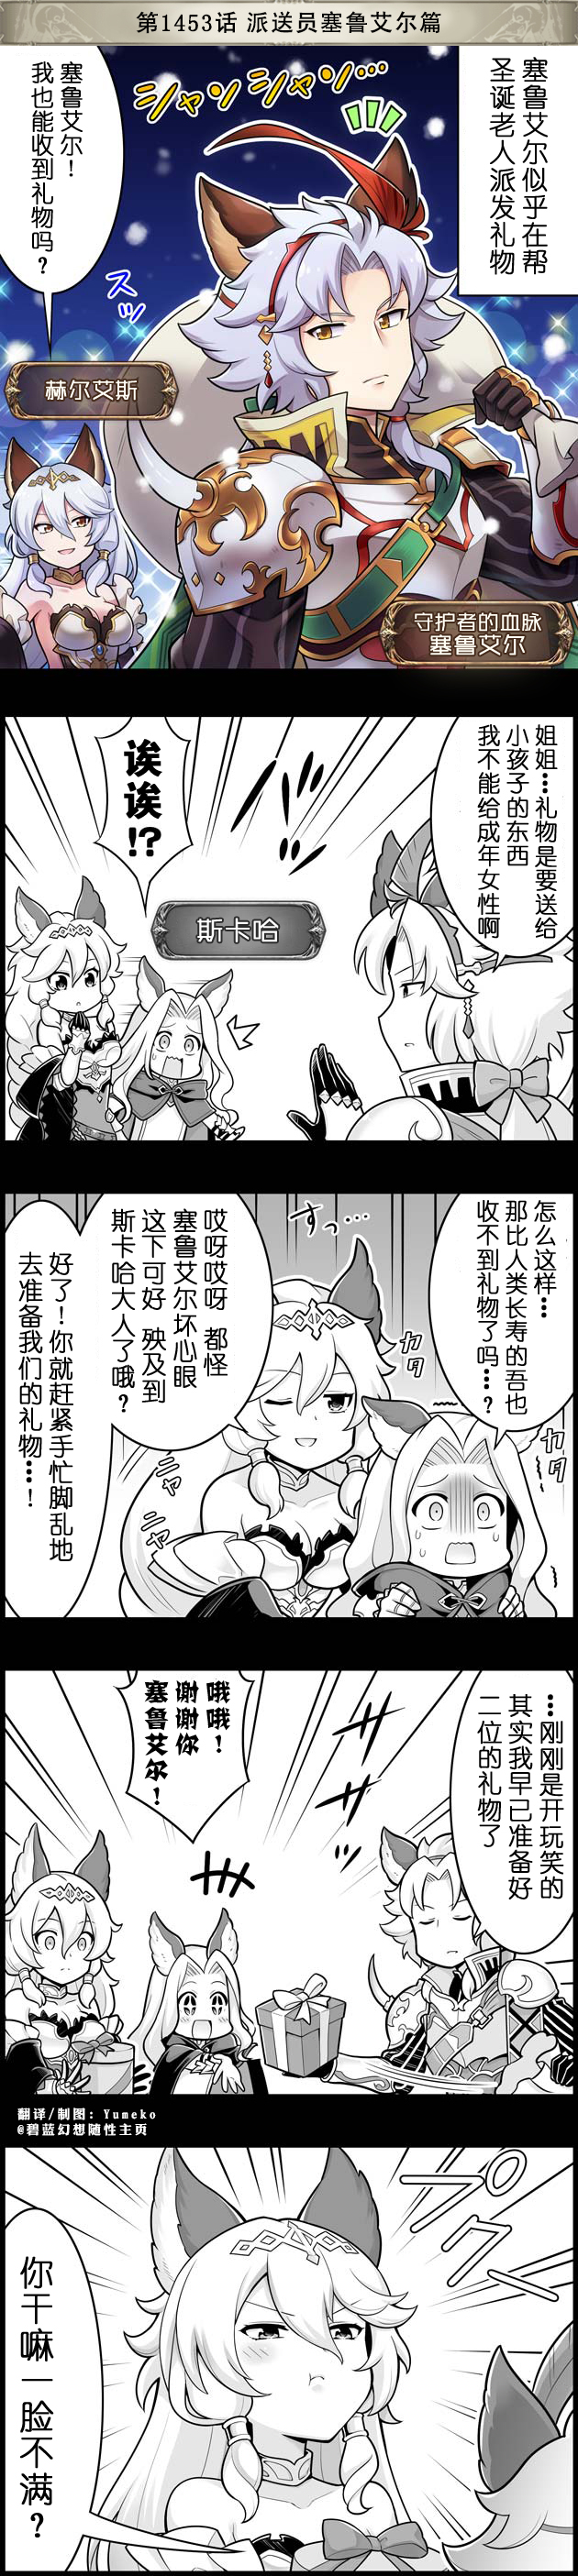 第1453话 派送员塞鲁艾尔篇
塞鲁艾尔似乎在帮
圣诞老人派发礼物
シャン シャン…
塞鲁艾尔！
我也能收到礼物吗？
スッ
赫尔艾斯
守护者的血脉
塞鲁艾尔
姐姐…礼物是要送给
小孩子的东西
我不能给成年女性啊
诶诶!?
斯卡哈
怎么这样…
那比人类长寿的吾也
收不到礼物了吗…？
すっ…
カタ
カタ
哎呀哎呀 都怪
塞鲁艾尔坏心眼
这下可好 殃及到
斯卡哈大人了哦？
ニヤ
ニヤ
好了！你就赶紧手忙脚乱地
去准备我们的礼物…！
…刚刚是开玩笑的
其实我早已准备好
二位的礼物了
哦哦！
谢谢你
塞鲁艾尔！
翻译/制图：Yumeko
@碧蓝幻想随性主页
プクーッ
你干嘛一脸不满？